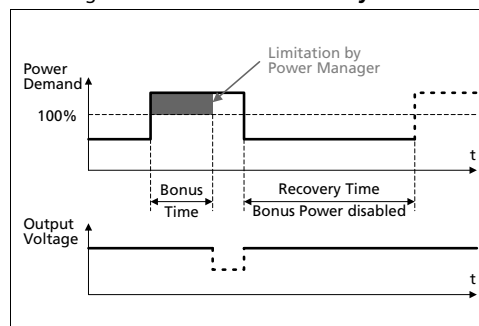 Limitation by
Power Manager
Power
Demand
100%
t
Bonus
Time
Recovery Time
Bonus Power disabled
Output
Voltage
t